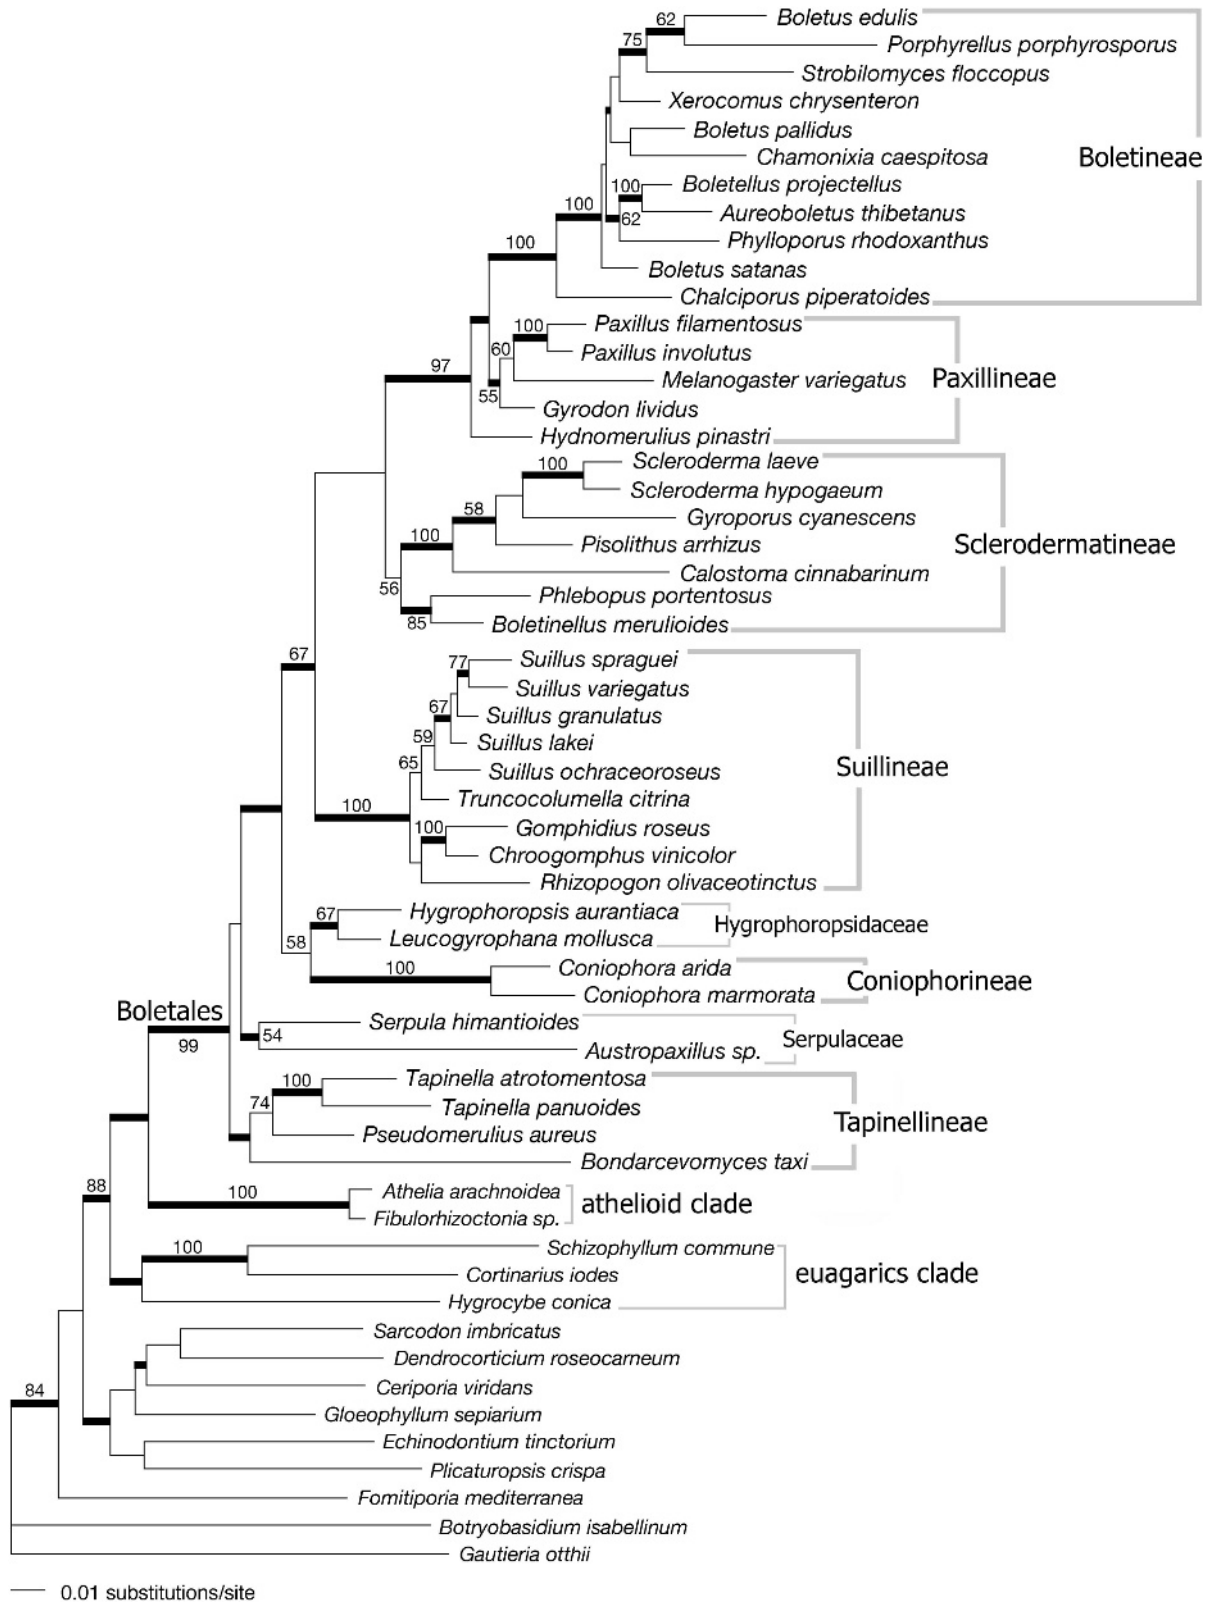 62 Boletus edulis
75 Porphyrellus porphyrosporus
Strobilomyces floccopus
Xerocomus chrysenteron
Boletus pallidus
Chamonixia caespitosa Boletineae
100 Boletellus projectellus
100 Aureoboletus thibetanus
62
100 Phylloporus rhodoxanthus
Boletus satanas
Chalciporus piperatoides
100 Paxillus filamentosus
60 Paxillus involutus
97 Melanogaster variegatus Paxillineae
55
Gyrodon lividus
Hydnomerulius pinastri
100 Scleroderma laeve
Scleroderma hypogaeum
58 Gyroporus cyanescens
100 Pisolithus arrhizus Sclerodermatineae
Calostoma cinnabarinum
56 Phlebopus portentosus
85 Boletinellus merulioides
67 77 Suillus spraguei
Suillus variegatus
67 Suillus granulatus
59 Suillus lakei
65 Suillus ochraceoroseus Suillineae
100 Truncocolumella citrina
100 Gomphidius roseus
Chroogomphus vinicolor
Rhizopogon olivaceotinctus
67 Hygrophoropsis aurantiaca Hygrophoropsidaceae
58 Leucogyrophana mollusca
100 Coniophora arida Coniophorineae
Coniophora marmorata
Boletales Serpula himantioides
99 54 Serpulaceae
Austropaxillus sp.
100 Tapinella atrotomentosa
74 Tapinella panuoides Tapinellineae
Pseudomerulius aureus
Bondarcevomyces taxi
88 100 Athelia arachnoidea athelioid clade
Fibulorhizoctonia sp.
100 Schizophyllum commune
Cortinarius iodes euagarics clade
Hygrocybe conica
Sarcodon imbricatus
Dendrocorticium roseocarneum
84 Ceriporia viridans
Gloeophyllum sepiarium
Echinodontium tinctorium
Plicaturopsis crispa
Fomitiporia mediterranea
Botryobasidium isabellinum
Gautieria otthii
0.01 substitutions/site